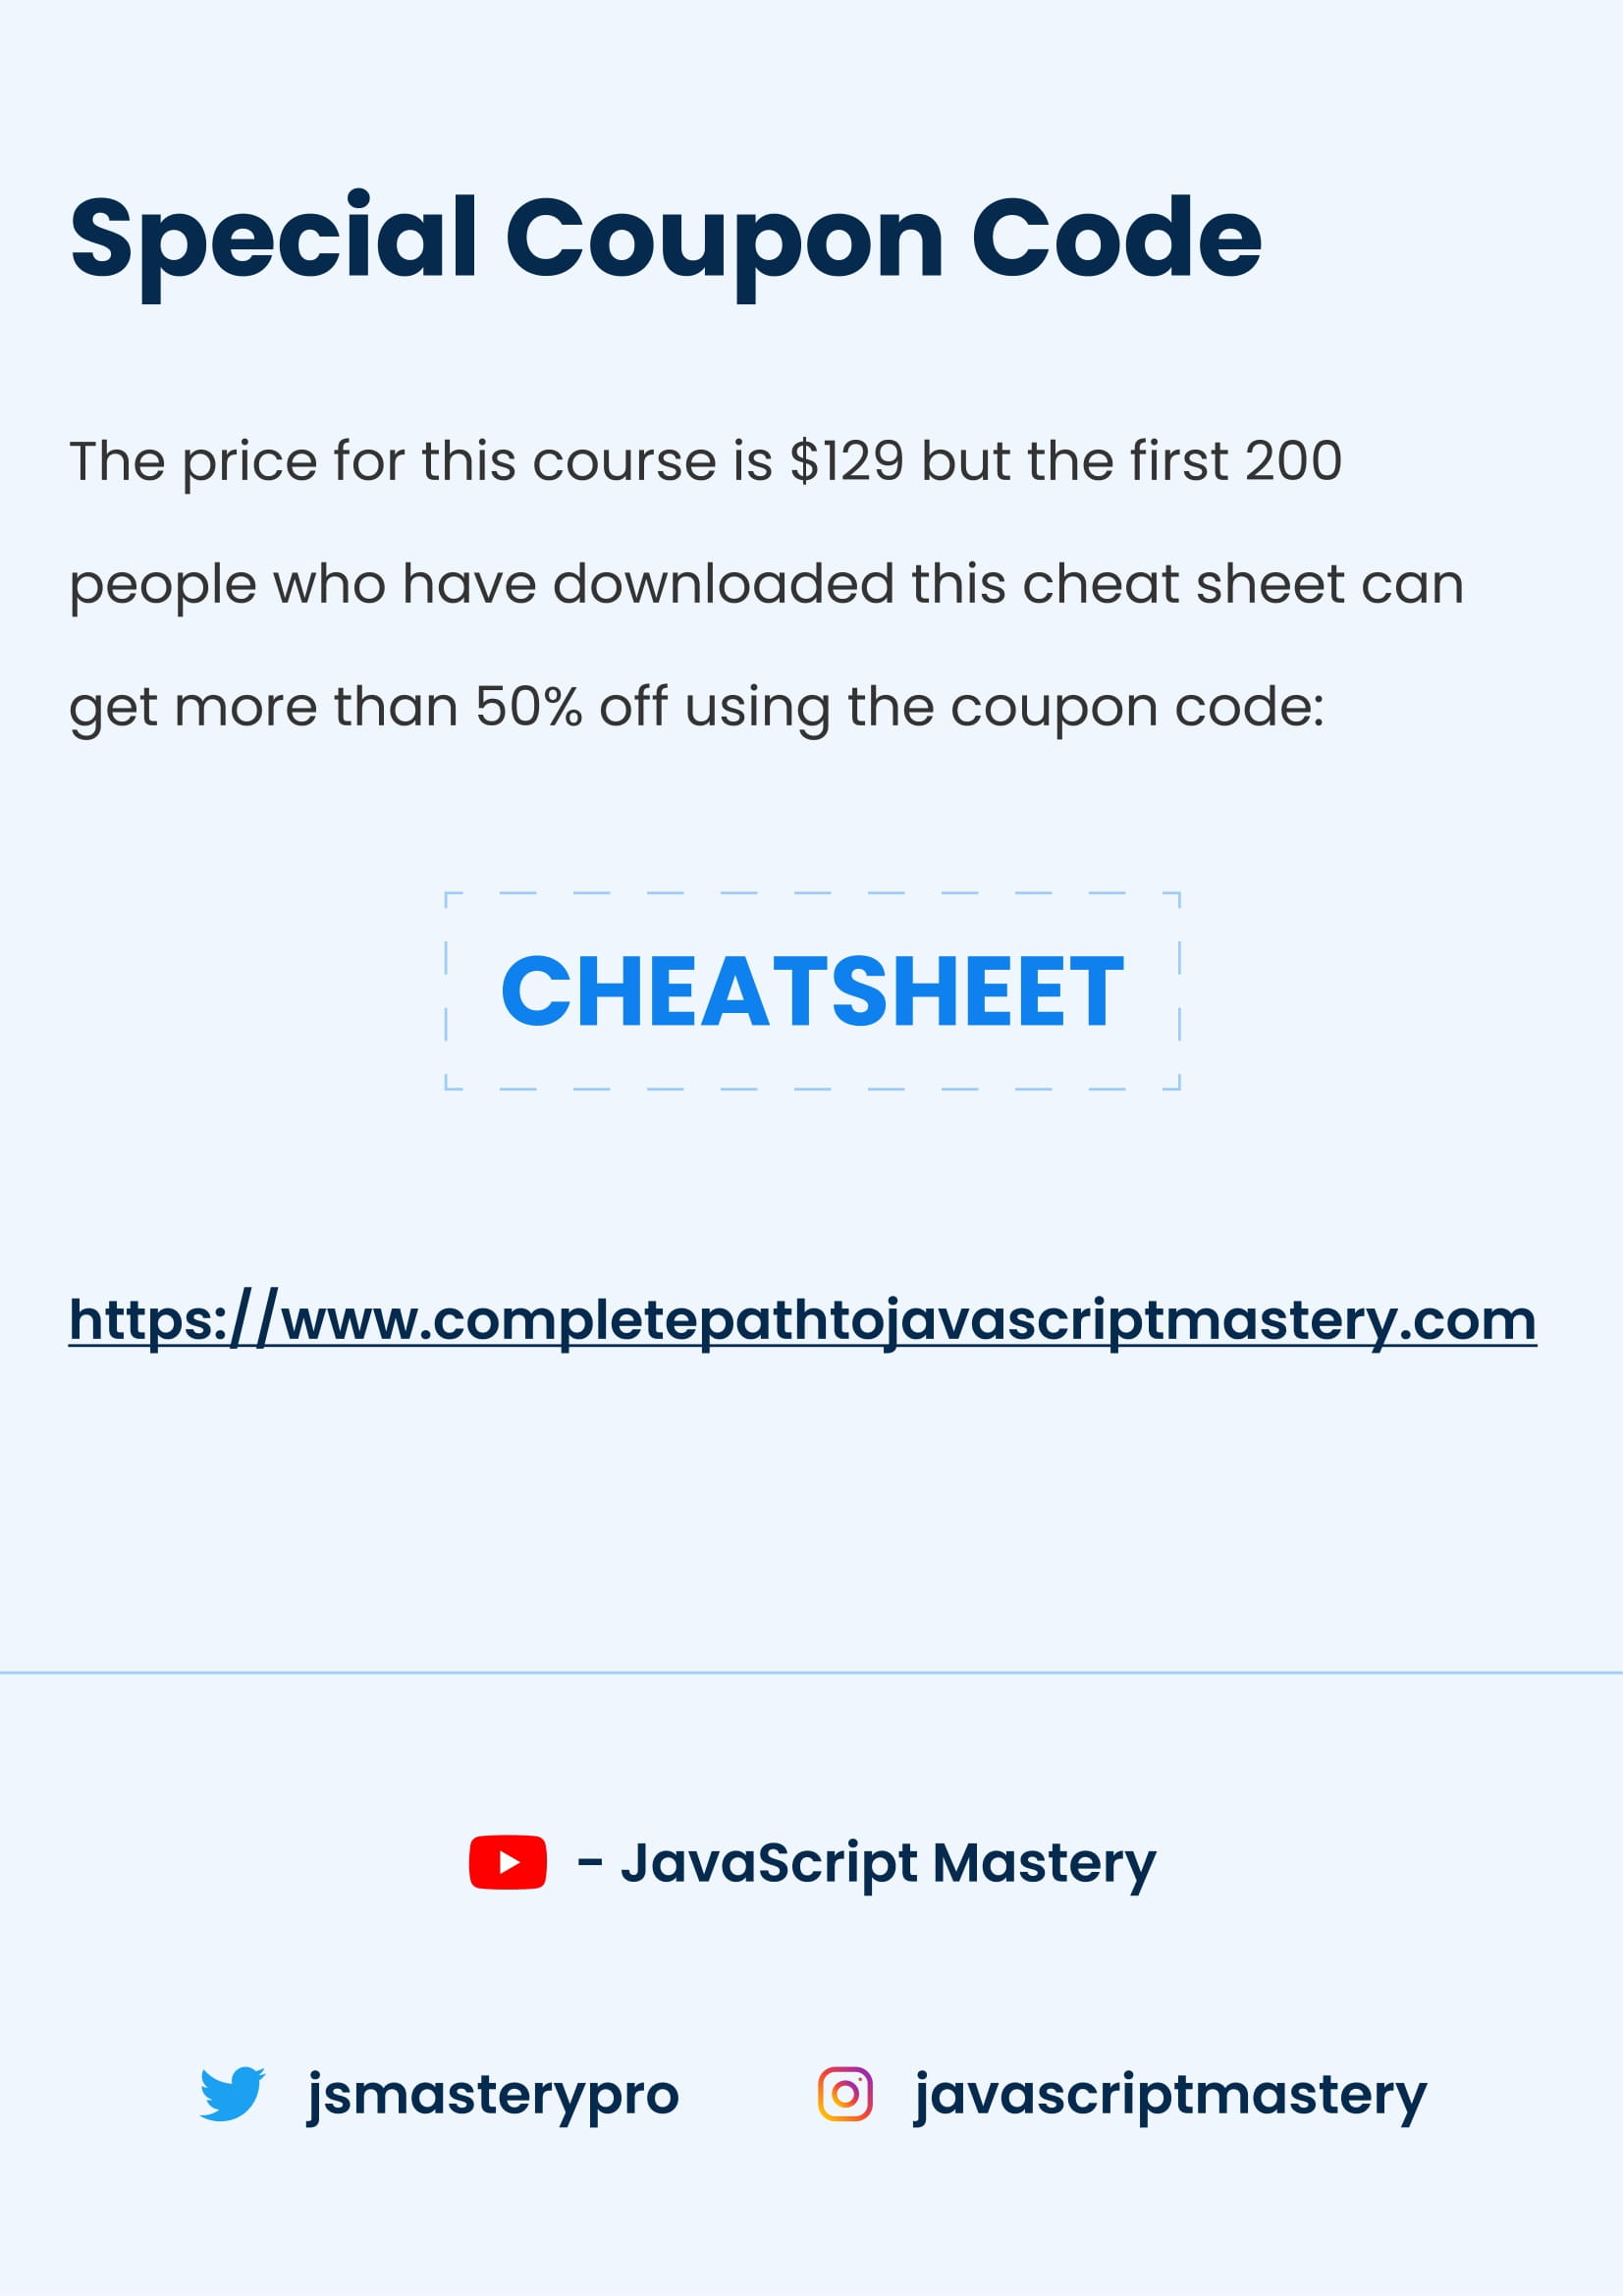 Special Coupon Code
The price for this course is $129 but the first 200
people who have downloaded this cheat sheet can
get more than 50% off using the coupon code:
CHEATSHEET
https://www.completepathtojavascriptmastery.com
- JavaScript Mastery
jsmasterypro
javascriptmastery